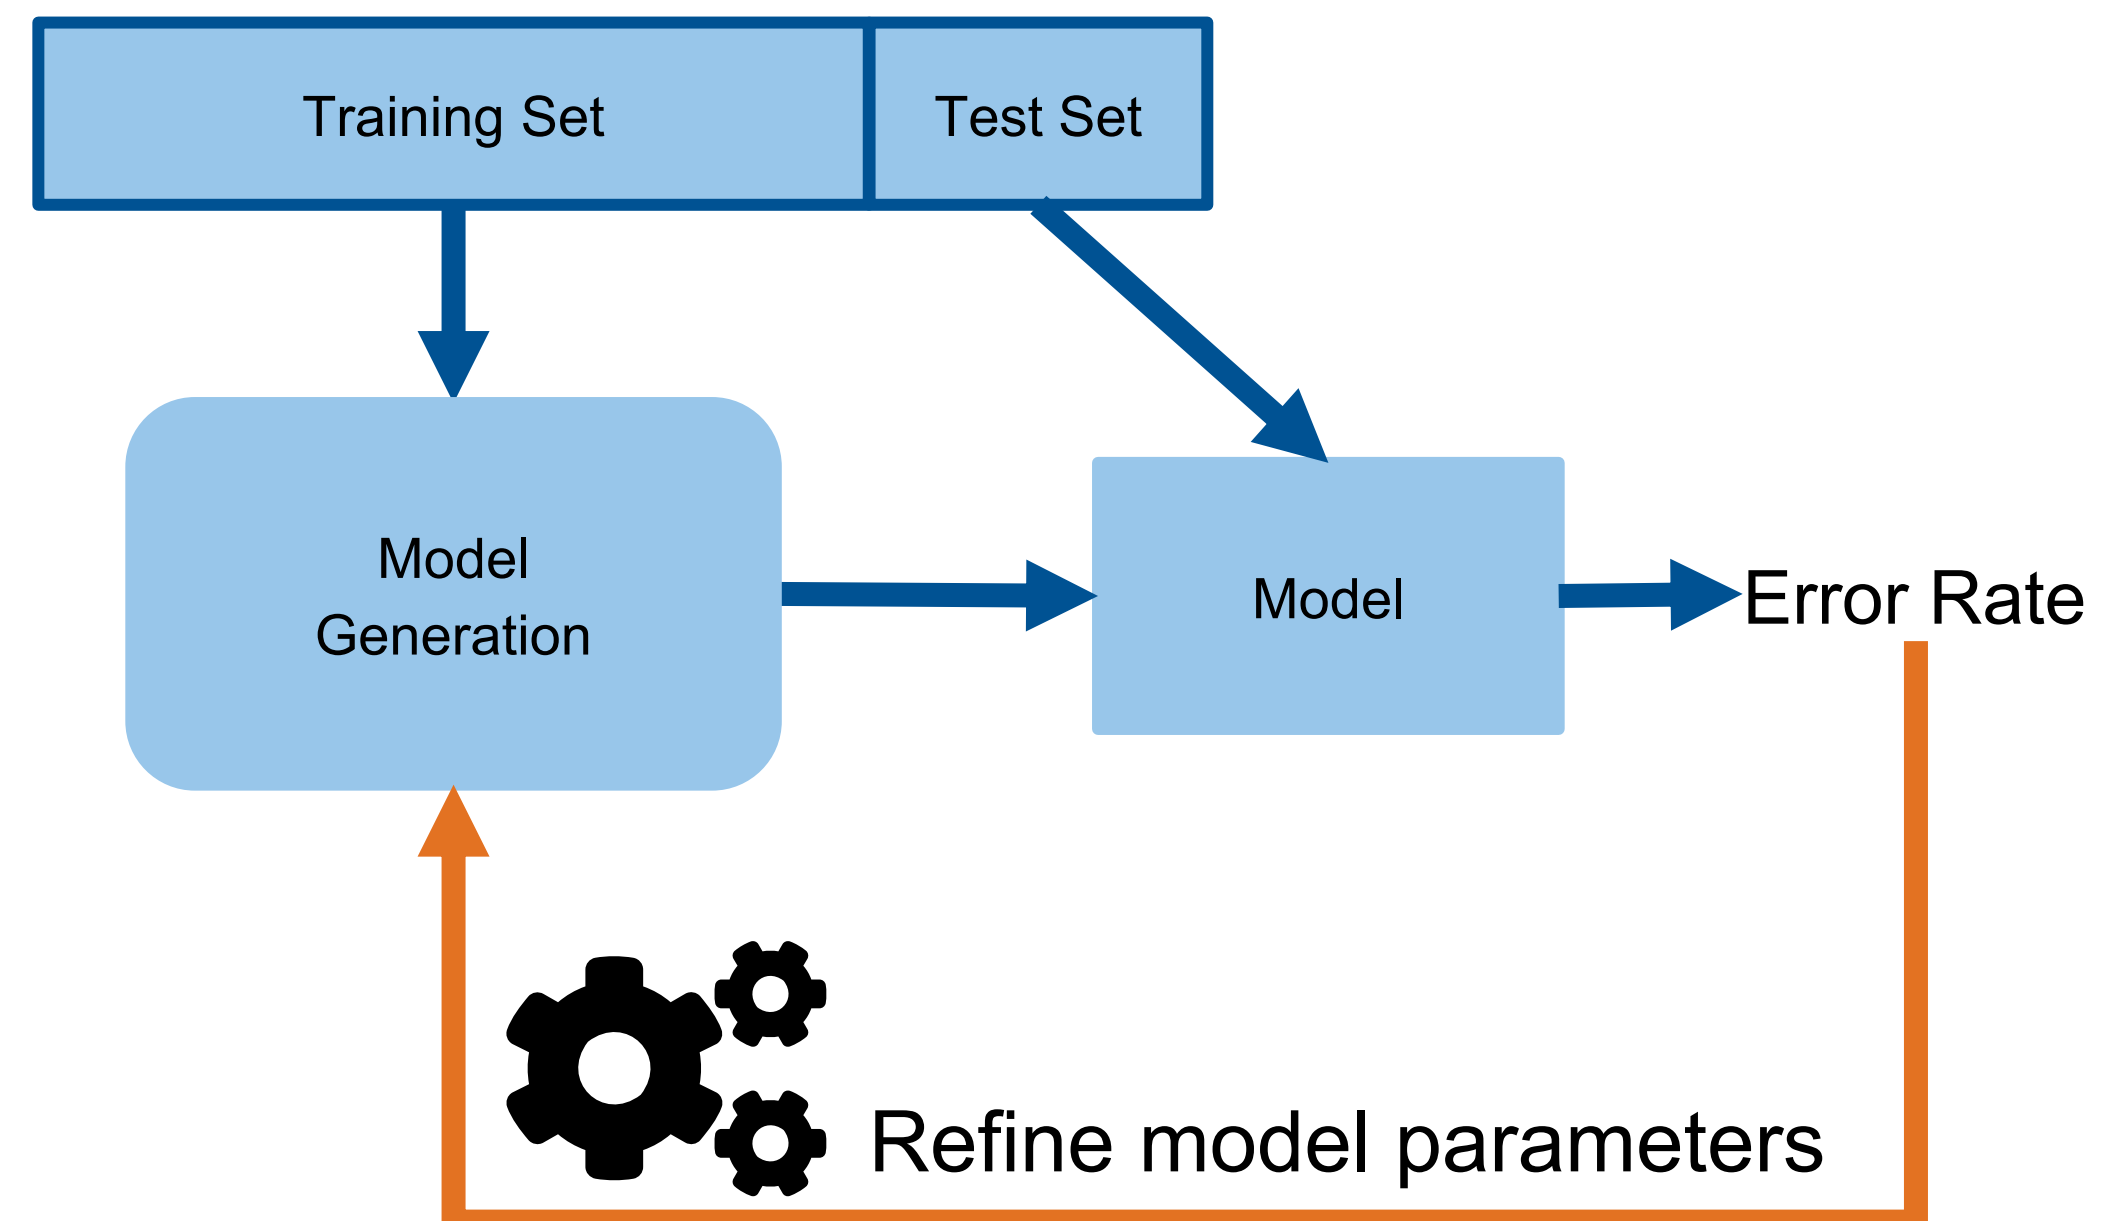 Training Set
Test Set
Model
Generation
Model
Error Rate
Refine model parameters